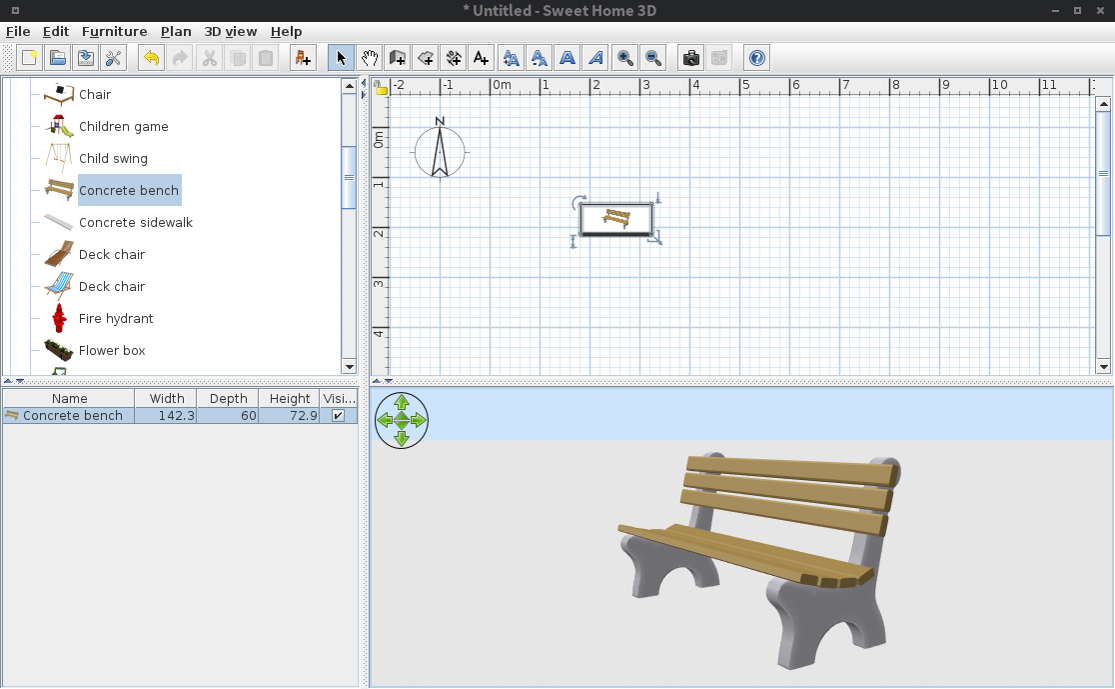 * Untitled - Sweet Home 3D
File Edit Furniture Plan 3D view Help
Chair
Children game
Child swing
Concrete bench
Concrete sidewalk
Deck chair
Deck chair
Fire hydrant
Flower box
-2 -1 0m 1 2 3 4 5 6 7 8 9 10 11
0m
1
2
3
4
N
Name Width Depth Height Visi...
Concrete bench 142.3 60 72.9